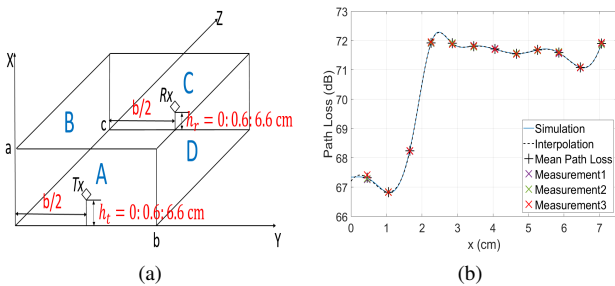 Z
X
C
Rx
b/2
B
c
h_r = 0: 0.6: 6.6 cm
a
A
D
Tx
b/2
h_t = 0: 0.6: 6.6 cm
b
Y
(a)
73
72
71
70
69
68
67
66
Path Loss (dB)
Simulation
Interpolation
Mean Path Loss
Measurement1
Measurement2
Measurement3
0 1 2 3 4 5 6 7
x (cm)
(b)